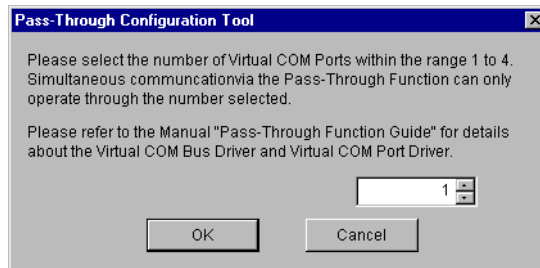 Pass-Through Configuration Tool
Please select the number of Virtual COM Ports within the range 1 to 4.
Simultaneous communcationvia the Pass-Through Function can only
operate through the number selected.
Please refer to the Manual "Pass-Through Function Guide" for details
about the Virtual COM Bus Driver and Virtual COM Port Driver.
1
OK Cancel